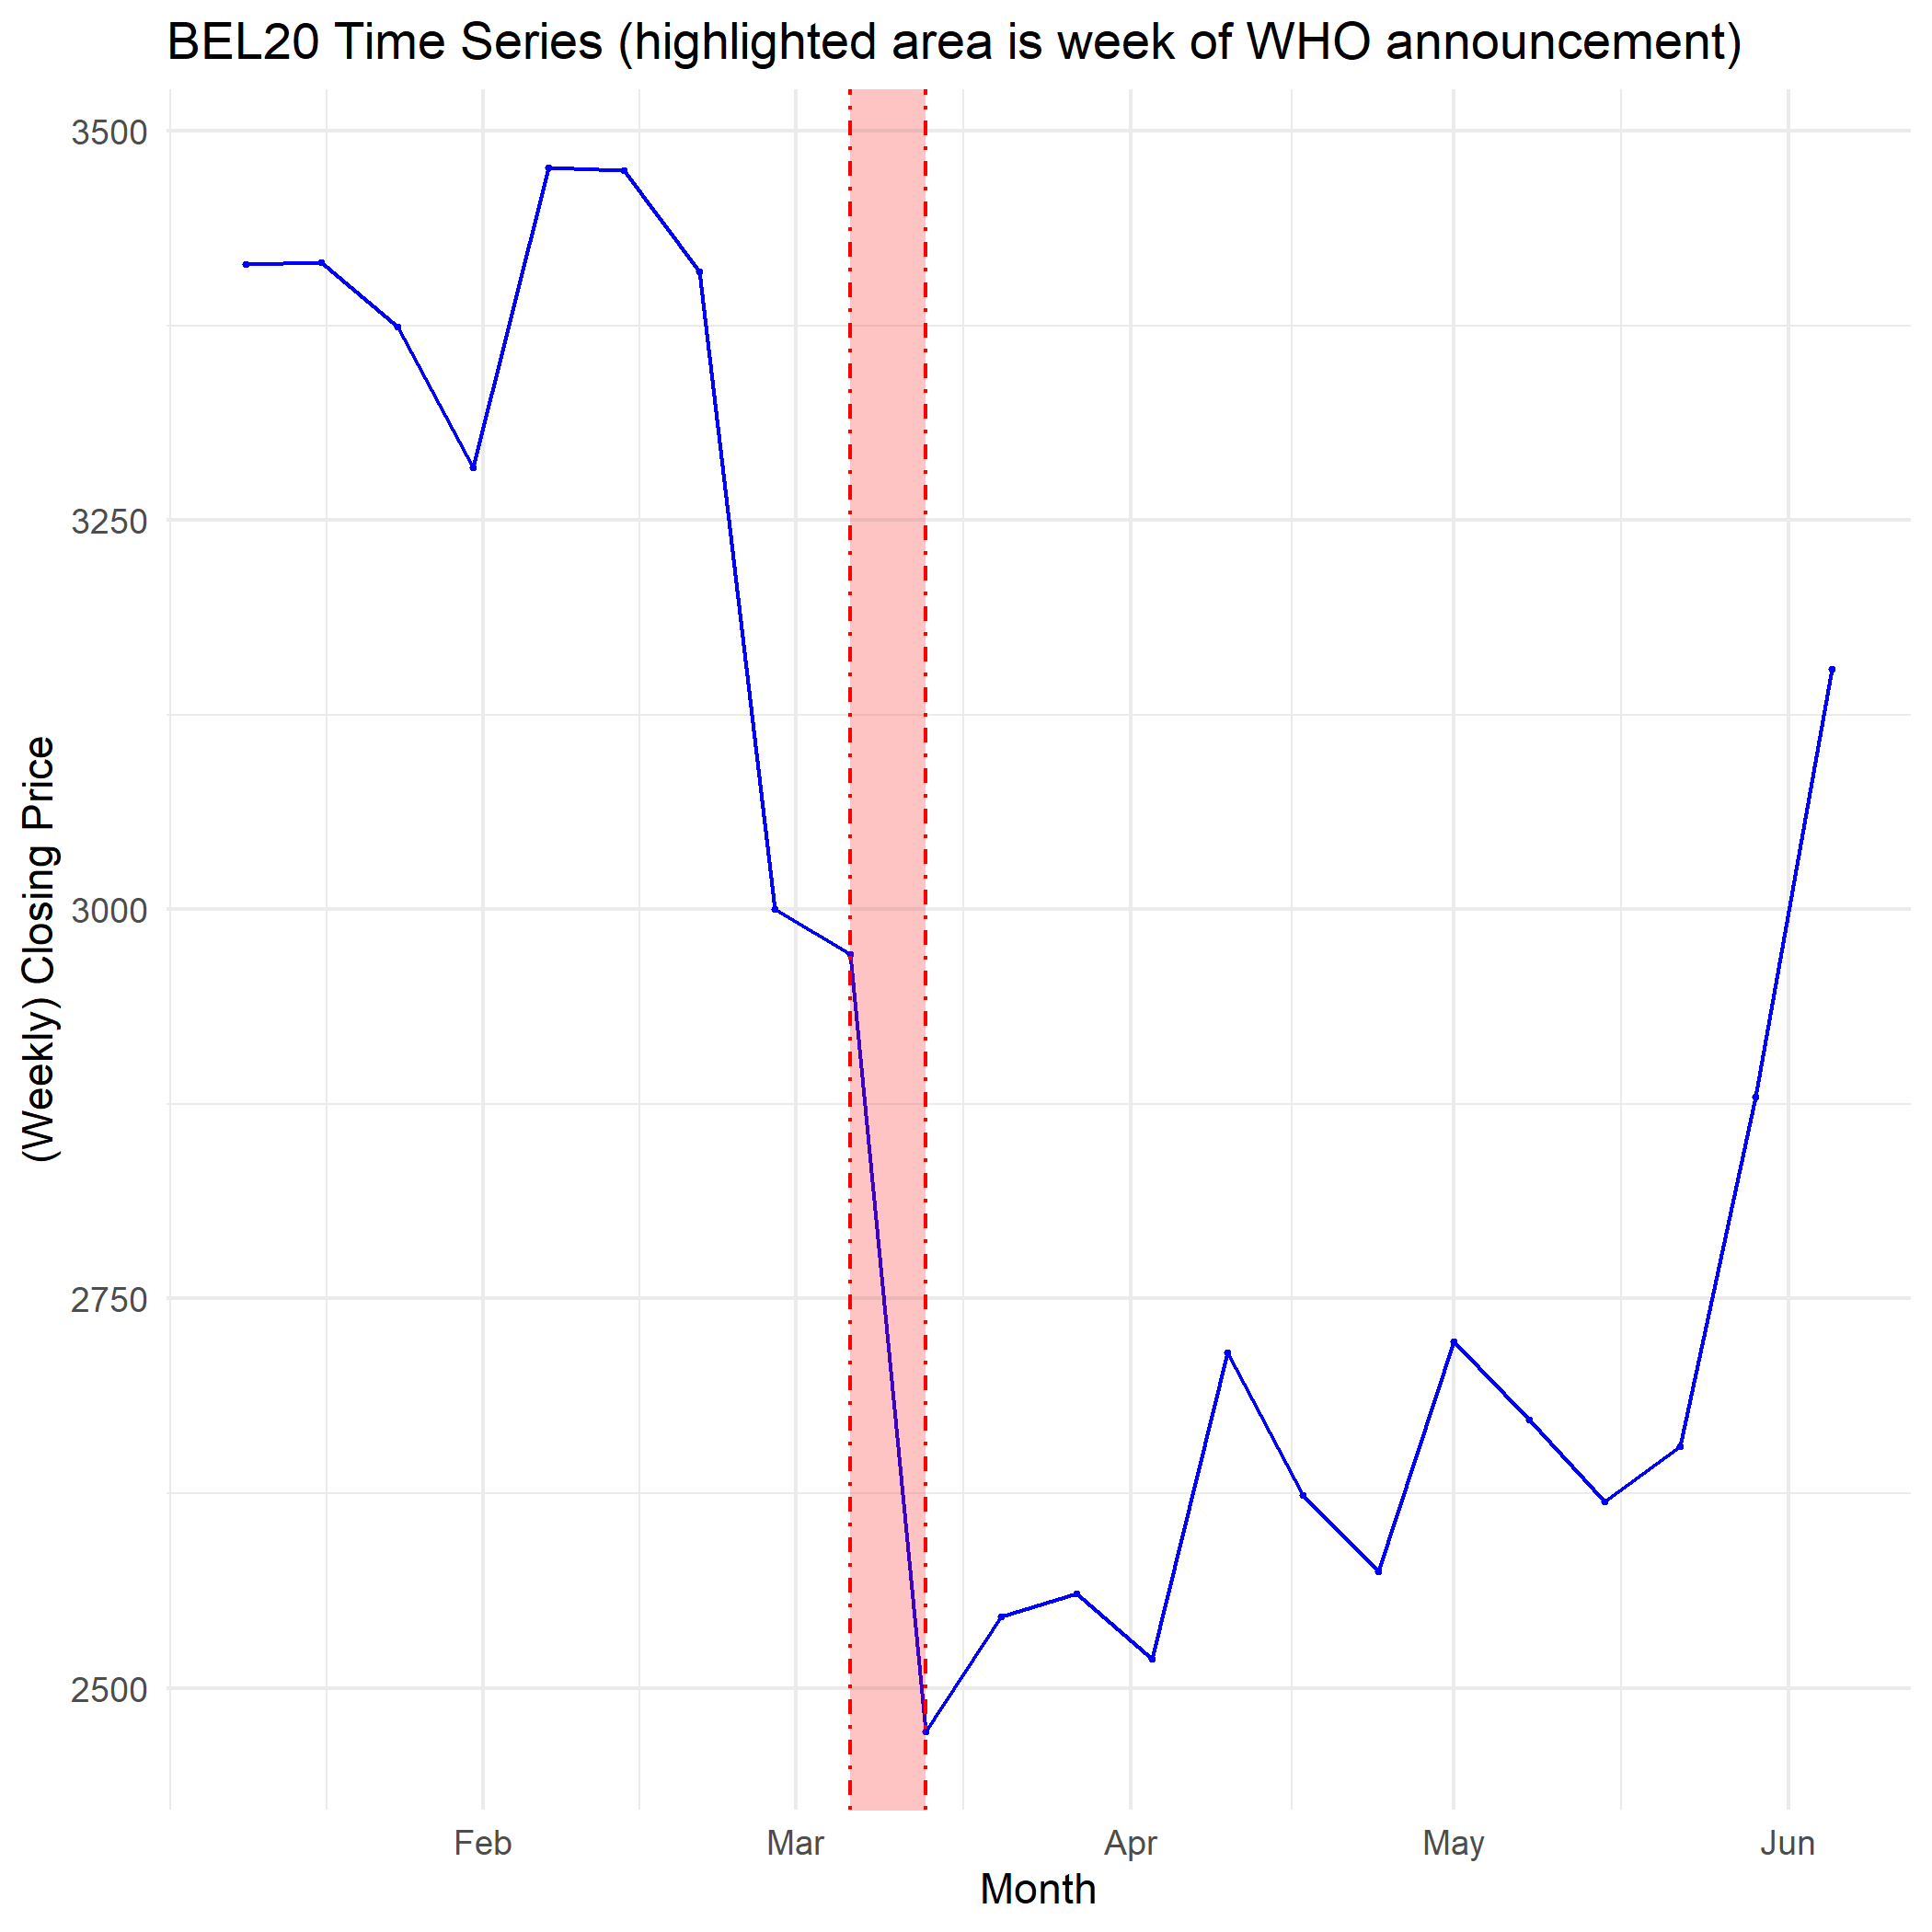 BEL20 Time Series (highlighted area is week of WHO announcement)
3500
3250
3000
2750
2500
(Weekly) Closing Price
Feb Mar Apr May Jun
Month